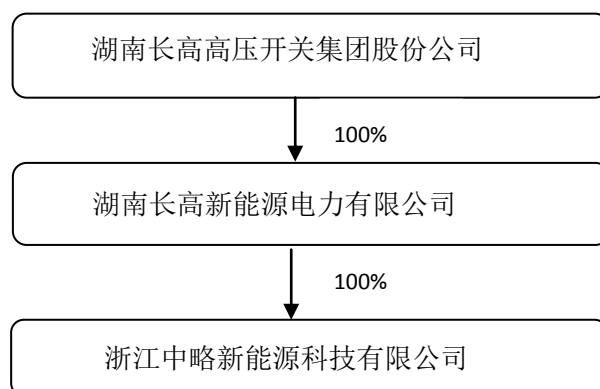 湖南长高高压开关集团股份公司
100%
湖南长高新能源电力有限公司
100%
浙江中略新能源科技有限公司